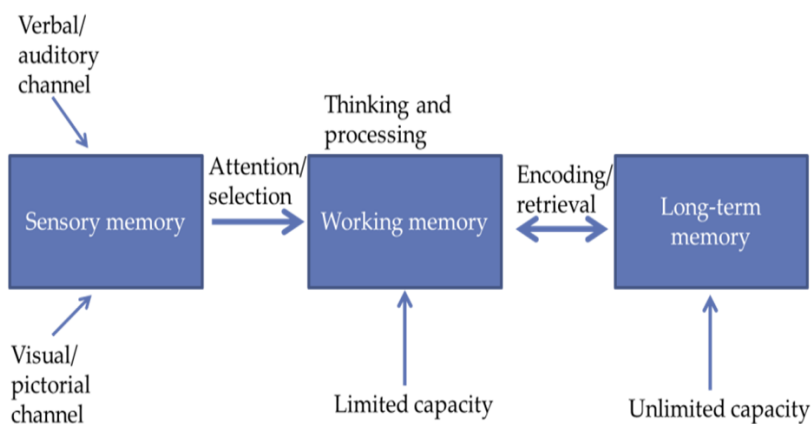 Verbal/
auditory
channel
Thinking and
processing
Attention/
selection
Encoding/
retrieval
Sensory memory
Working memory
Long-term
memory
Visual/
pictorial
channel
Limited capacity
Unlimited capacity